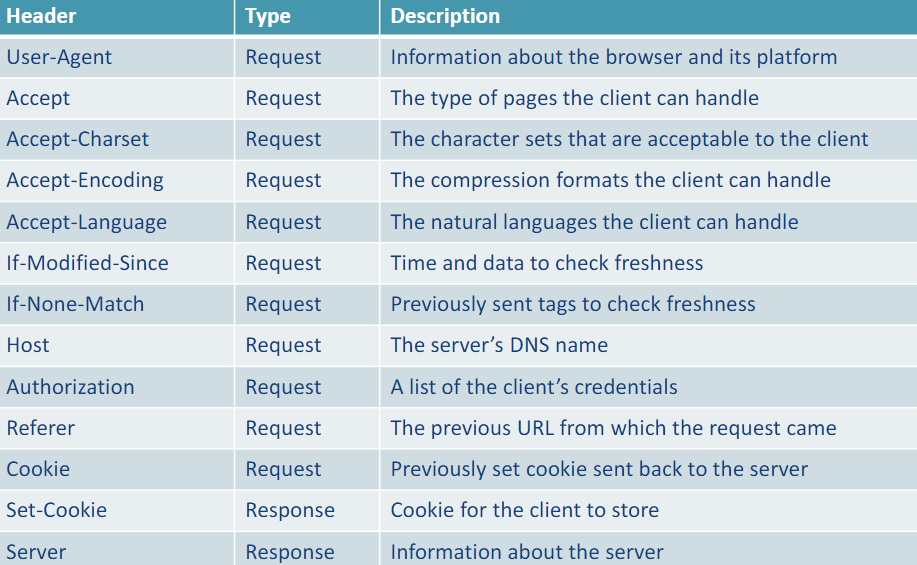 Header Type Description
User-Agent Request Information about the browser and its platform
Accept Request The type of pages the client can handle
Accept-Charset Request The character sets that are acceptable to the client
Accept-Encoding Request The compression formats the client can handle
Accept-Language Request The natural languages the client can handle
If-Modified-Since Request Time and data to check freshness
If-None-Match Request Previously sent tags to check freshness
Host Request The server’s DNS name
Authorization Request A list of the client’s credentials
Referer Request The previous URL from which the request came
Cookie Request Previously set cookie sent back to the server
Set-Cookie Response Cookie for the client to store
Server Response Information about the server